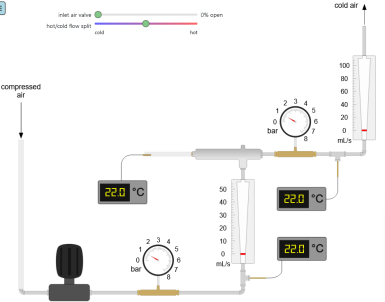 cold air
inlet air valve 0% open
hot/cold flow split
cold hot
compressed
air
100
80
60
40
20
0
mL/s
0 1 2 3 4 5 6 7 8
bar
22.0 °C
22.0 °C
50
40
30
20
10
0
mL/s
22.0 °C
0 1 2 3 4 5 6 7 8
bar